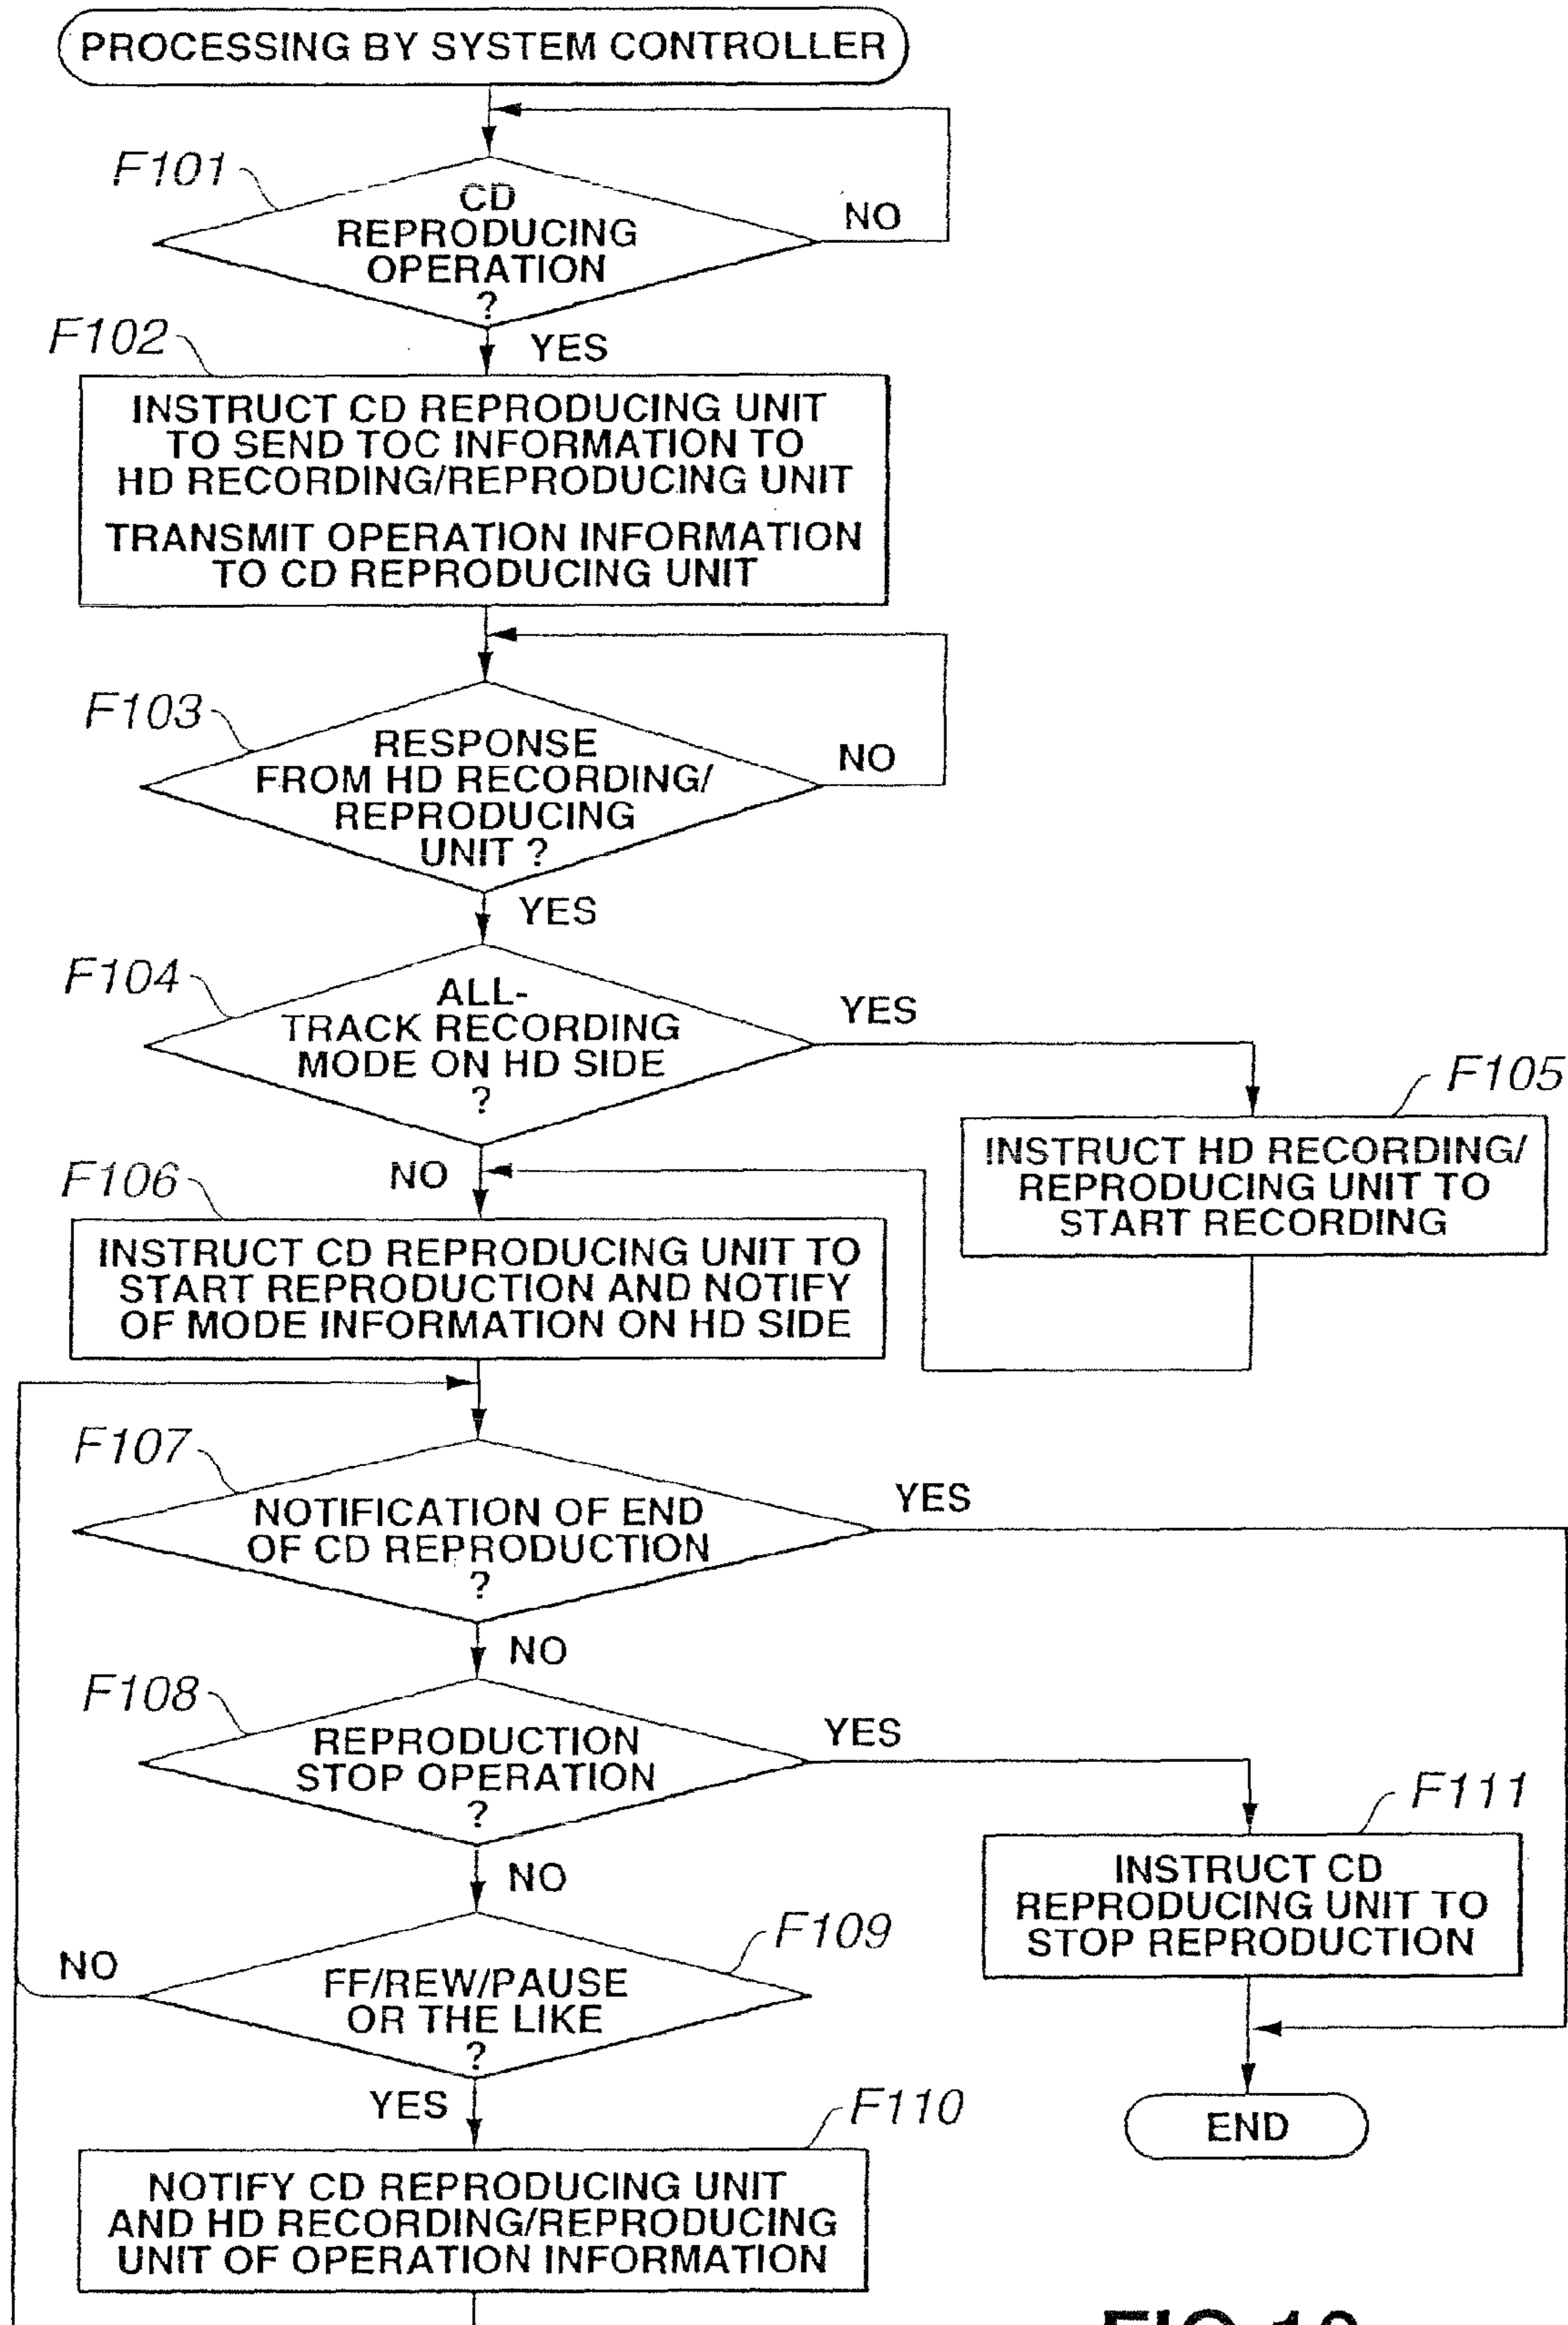 PROCESSING BY SYSTEM CONTROLLER
F101
CD
REPRODUCING
OPERATION
?
NO
YES
F102
INSTRUCT CD REPRODUCING UNIT
TO SEND TOC INFORMATION TO
HD RECORDING/REPRODUCING UNIT
TRANSMIT OPERATION INFORMATION
TO CD REPRODUCING UNIT
F103
RESPONSE
FROM HD RECORDING/
REPRODUCING
UNIT ?
NO
YES
F104
ALL-
TRACK RECORDING
MODE ON HD SIDE
?
YES
F105
INSTRUCT HD RECORDING/
REPRODUCING UNIT TO
START RECORDING
NO
F106
INSTRUCT CD REPRODUCING UNIT TO
START REPRODUCTION AND NOTIFY
OF MODE INFORMATION ON HD SIDE
F107
NOTIFICATION OF END
OF CD REPRODUCTION
?
YES
NO
F108
REPRODUCTION
STOP OPERATION
?
YES
F111
INSTRUCT CD
REPRODUCING UNIT TO
STOP REPRODUCTION
NO
F109
FF/REW/PAUSE
OR THE LIKE
?
NO
YES
END
F110
NOTIFY CD REPRODUCING UNIT
AND HD RECORDING/REPRODUCING
UNIT OF OPERATION INFORMATION